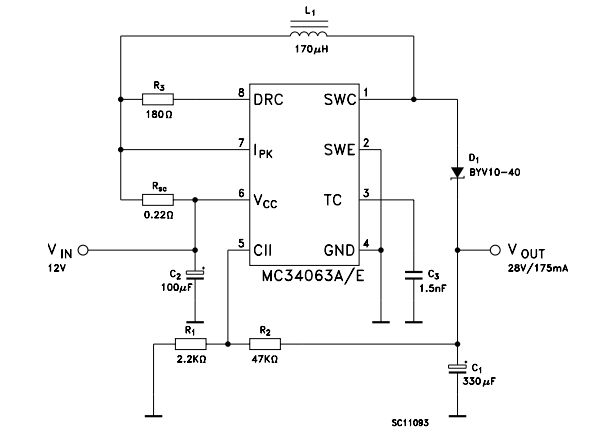 L1
170μH
R3
180Ω
8 DRC SWC 1
7 IPK SWE 2
D1
BYV10-40
Rsc
0.22Ω
6 VCC TC 3
5 CII GND 4
VIN
12V
VOUT
28V/175mA
C2 +
100μF
MC34063A/E
C3
1.5nF
R1
2.2KΩ
R2
47KΩ
C1 +
330μF
SC11093